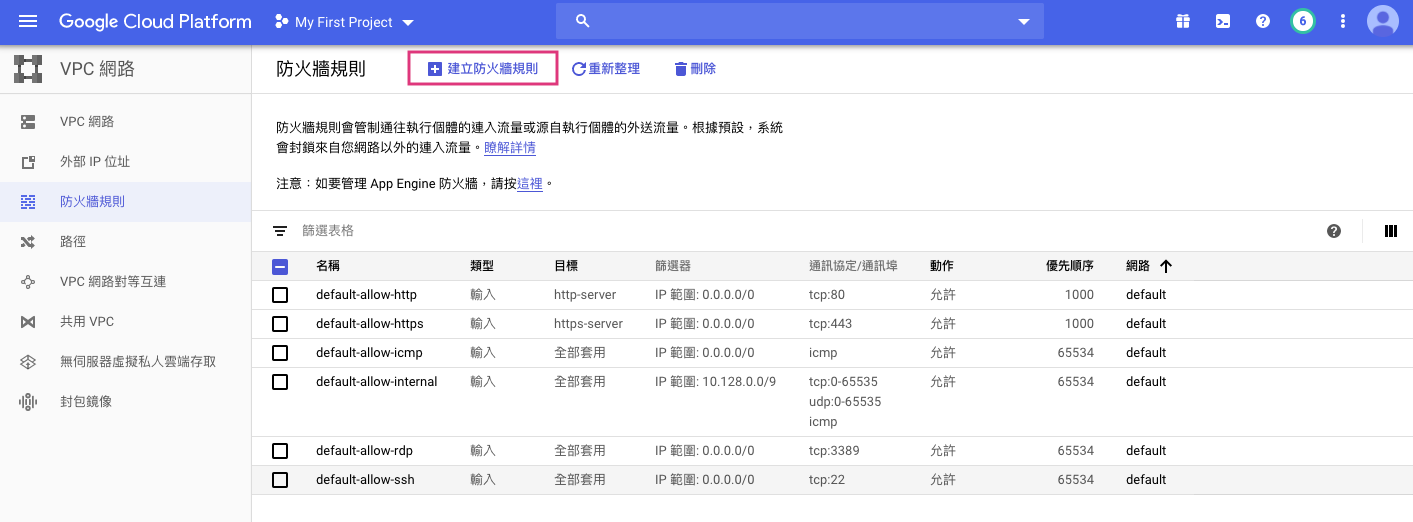 Google Cloud Platform
My First Project
6
VPC 網路
防火牆規則
建立防火牆規則
重新整理
刪除
VPC 網路
外部 IP 位址
防火牆規則
路徑
VPC 網路對等互連
共用 VPC
無伺服器虛擬私人雲端存取
封包鏡像
防火牆規則會管制通往執行個體的連入流量或源自執行個體的外送流量。根據預設，系統
會封鎖來自您網路以外的連入流量。瞭解詳情
注意：如要管理 App Engine 防火牆，請按這裡。
篩選表格
名稱 類型 目標 篩選器 通訊協定/通訊埠 動作 優先順序 網路
default-allow-http 輸入 http-server IP 範圍: 0.0.0.0/0 tcp:80 允許 1000 default
default-allow-https 輸入 https-server IP 範圍: 0.0.0.0/0 tcp:443 允許 1000 default
default-allow-icmp 輸入 全部套用 IP 範圍: 0.0.0.0/0 icmp 允許 65534 default
default-allow-internal 輸入 全部套用 IP 範圍: 10.128.0.0/9 tcp:0-65535 允許 65534 default
udp:0-65535
icmp
default-allow-rdp 輸入 全部套用 IP 範圍: 0.0.0.0/0 tcp:3389 允許 65534 default
default-allow-ssh 輸入 全部套用 IP 範圍: 0.0.0.0/0 tcp:22 允許 65534 default